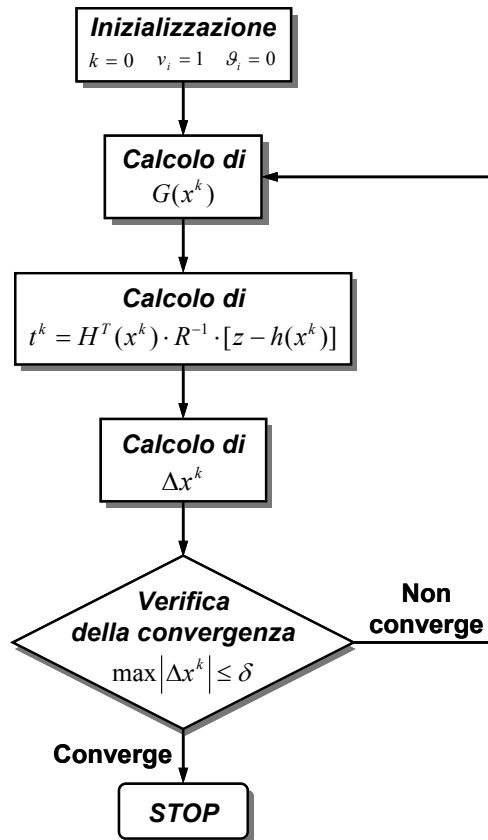 Inizializzazione
k = 0 v_i = 1 ϑ_i = 0
Calcolo di
G(x^k)
Calcolo di
t^k = H^T(x^k) · R^{-1} · [z − h(x^k)]
Calcolo di
Δx^k
Verifica
della convergenza
max|Δx^k| ≤ δ
Non
converge
Converge
STOP